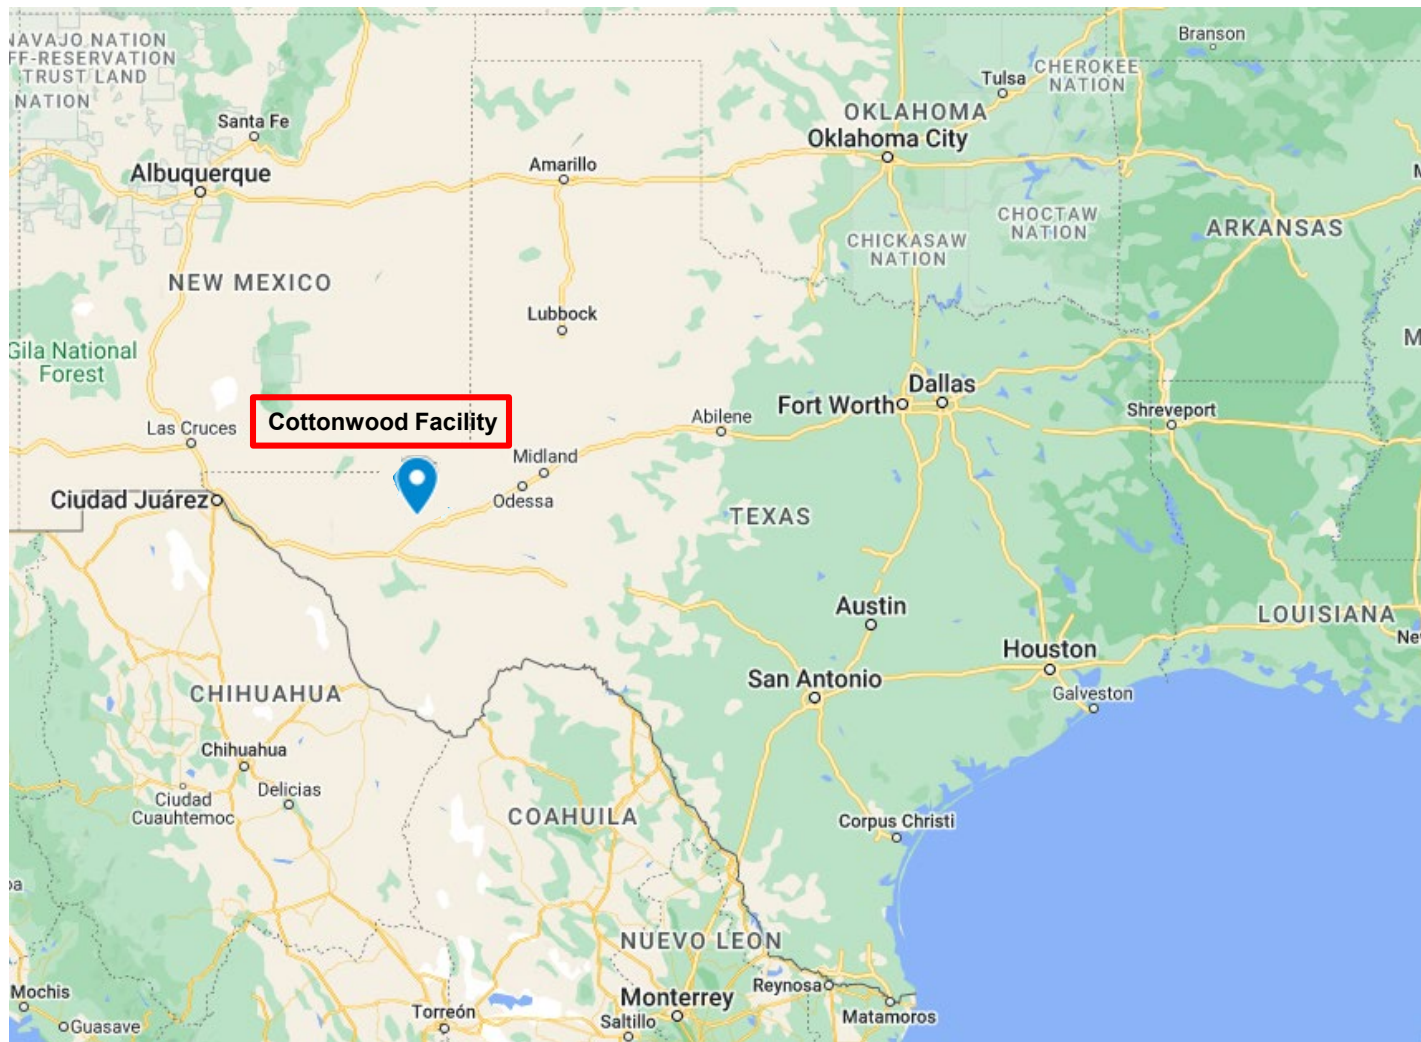 Branson
NAVAJO NATION
FF-RESERVATION
TRUST LAND
NATION
CHEROKEE
NATION
Tulsa
OKLAHOMA
Santa Fe
Oklahoma City
Amarillo
Albuquerque
CHOCTAW
NATION
ARKANSAS
CHICKASAW
NATION
NEW MEXICO
Lubbock
Gila National
Forest
Dallas
Fort Worth
Cottonwood Facility
Abilene
Shreveport
Las Cruces
Midland
Odessa
Ciudad Juárez
TEXAS
Austin
LOUISIANA
Ne
Houston
San Antonio
Galveston
CHIHUAHUA
Chihuahua
Delicias
Ciudad
Cuauhtemoc
COAHUILA
Corpus Christi
NUEVO LEON
Reynosa
Mochis
Monterrey
Matamoros
Guasave
Torreón
Saltillo